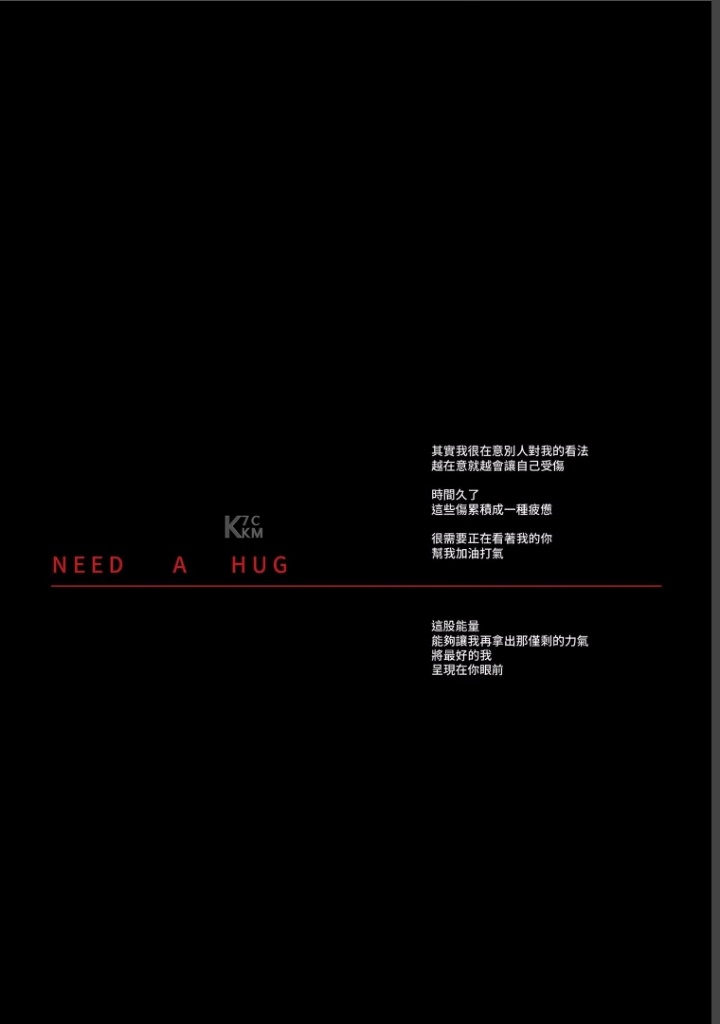 其實我很在意別人對我的看法
越在意就越會讓自己受傷
時間久了
這些傷累積成一種疲憊
很需要正在看著我的你
幫我加油打氣
K7C
KKM
NEED A HUG
這股能量
能夠讓我再拿出那僅剩的力氣
將最好的我
呈現在你眼前